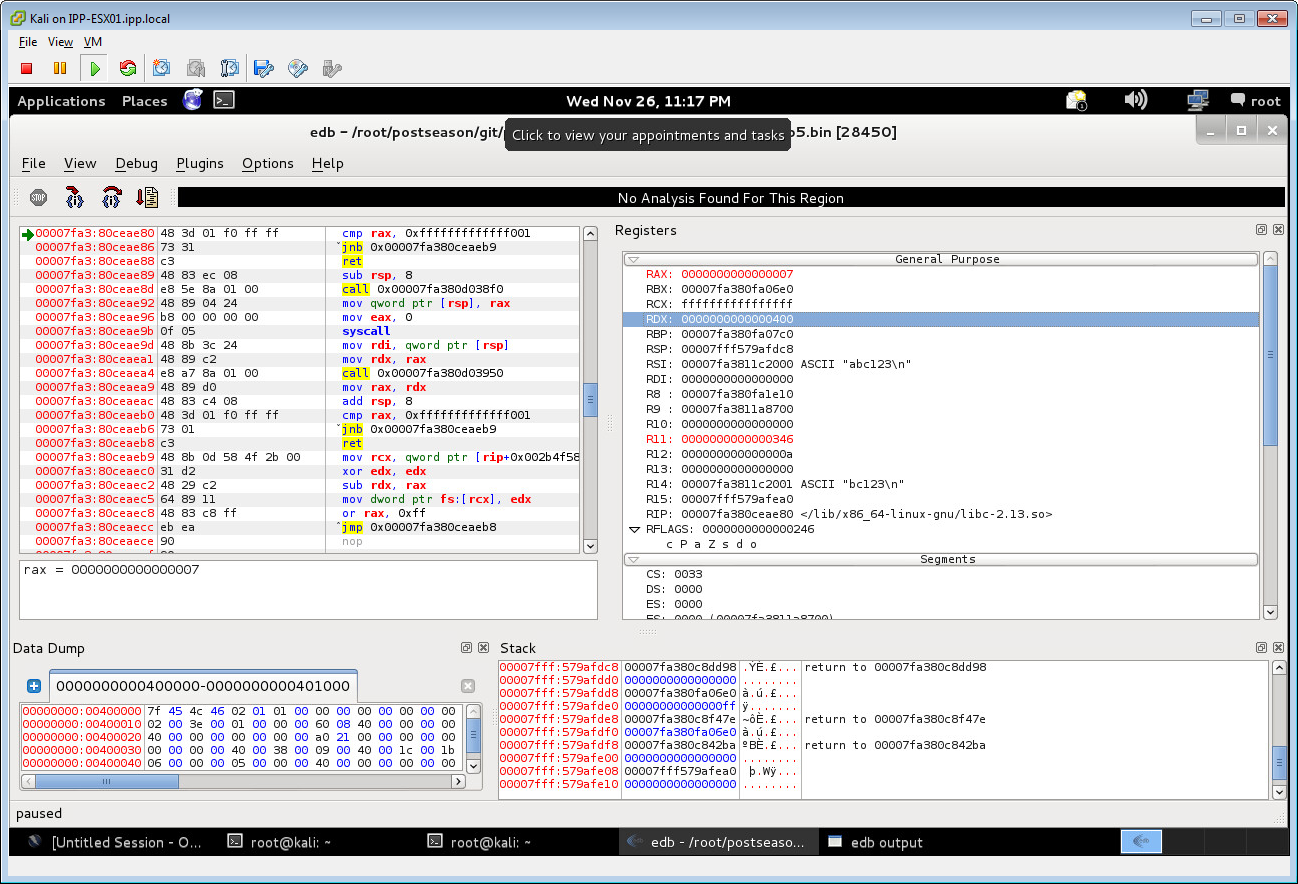 Kali on IPP-ESX01.ipp.local
File View VM
Applications Places Wed Nov 26, 11:17 PM 1 root
edb - /root/postseason/git/ p5.bin [28450]
Click to view your appointments and tasks
File View Debug Plugins Options Help
STOP No Analysis Found For This Region
00007fa3:80ceae80 48 3d 01 f0 ff ff cmp rax, 0xfffffffffffff001
00007fa3:80ceae86 73 31 jnb 0x00007fa380ceaeb9
00007fa3:80ceae88 c3 ret
00007fa3:80ceae89 48 83 ec 08 sub rsp, 8
00007fa3:80ceae8d e8 5e 8a 01 00 call 0x00007fa380d038f0
00007fa3:80ceae92 48 89 04 24 mov qword ptr [rsp], rax
00007fa3:80ceae96 b8 00 00 00 00 mov eax, 0
00007fa3:80ceae9b 0f 05 syscall
00007fa3:80ceae9d 48 8b 3c 24 mov rdi, qword ptr [rsp]
00007fa3:80ceaea1 48 89 c2 mov rdx, rax
00007fa3:80ceaea4 e8 a7 8a 01 00 call 0x00007fa380d03950
00007fa3:80ceaea9 48 89 d0 mov rax, rdx
00007fa3:80ceaeac 48 83 c4 08 add rsp, 8
00007fa3:80ceaeb0 48 3d 01 f0 ff ff cmp rax, 0xfffffffffffff001
00007fa3:80ceaeb6 73 01 jnb 0x00007fa380ceaeb9
00007fa3:80ceaeb8 c3 ret
00007fa3:80ceaeb9 48 8b 0d 58 4f 2b 00 mov rcx, qword ptr [rip+0x002b4f58
00007fa3:80ceaec0 31 d2 xor edx, edx
00007fa3:80ceaec2 48 29 c2 sub rdx, rax
00007fa3:80ceaec5 64 89 11 mov dword ptr fs:[rcx], edx
00007fa3:80ceaec8 48 83 c8 ff or rax, 0xff
00007fa3:80ceaecc eb ea jmp 0x00007fa380ceaeb8
00007fa3:80ceaece 90 nop
rax = 0000000000000007
Registers
General Purpose
RAX: 0000000000000007
RBX: 00007fa380fa06e0
RCX: ffffffffffffffff
RDX: 0000000000000400
RBP: 00007fa380fa07c0
RSP: 00007fff579afdc8
RSI: 00007fa3811c2000 ASCII "abc123\n"
RDI: 0000000000000000
R8 : 00007fa380fa1e10
R9 : 00007fa3811a8700
R10: 0000000000000000
R11: 0000000000000346
R12: 000000000000000a
R13: 0000000000000000
R14: 00007fa3811c2001 ASCII "bc123\n"
R15: 00007fff579afea0
RIP: 00007fa380ceae80 </lib/x86_64-linux-gnu/libc-2.13.so>
RFLAGS: 0000000000000246
c P a Z s d o
Segments
CS: 0033
DS: 0000
ES: 0000
FS: 0000 (00007fa3811a8700)
Data Dump
0000000000400000-0000000000401000
00000000:00400000 7f 45 4c 46 02 01 01 00 00 00 00 00 00 00 00
00000000:00400010 02 00 3e 00 01 00 00 00 60 08 40 00 00 00 00
00000000:00400020 40 00 00 00 00 00 00 00 a0 21 00 00 00 00 00
00000000:00400030 00 00 00 00 40 00 38 00 09 00 40 00 1c 00 1b
00000000:00400040 06 00 00 00 05 00 00 00 40 00 00 00 00 00 00
Stack
00007fff:579afdc8 00007fa380c8dd98 .ÝÈ.£... return to 00007fa380c8dd98
00007fff:579afdd0 0000000000000000 ........
00007fff:579afdd8 00007fa380fa06e0 à.ú.£...
00007fff:579afde0 00000000000000ff ÿ.......
00007fff:579afde8 00007fa380c8f47e ~ôÈ.£... return to 00007fa380c8f47e
00007fff:579afdf0 00007fa380fa06e0 à.ú.£...
00007fff:579afdf8 00007fa380c842ba ºBÈ.£... return to 00007fa380c842ba
00007fff:579afe00 0000000000000000 ........
00007fff:579afe08 00007fff579afea0 þ.Wÿ...
00007fff:579afe10 0000000000000000 ........
paused
[Untitled Session - O... root@kali: ~ root@kali: ~ edb - /root/postseaso... edb output